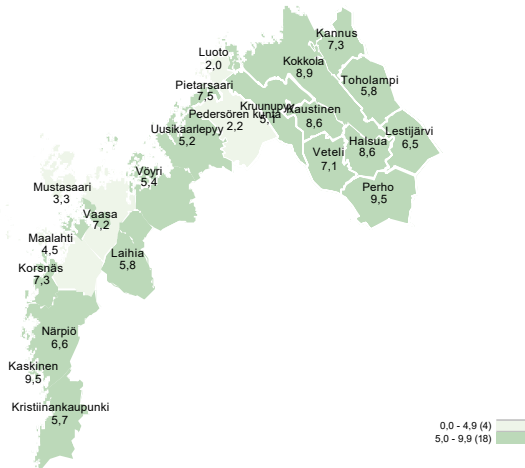 Kannus
7,3
Luoto
2,0
Kokkola
8,9
Toholampi
5,8
Pietarsaari
7,5
Kruunupyy
5,1
Kaustinen
8,6
Pedersören kunta
2,2
Uusikaarlepyy
5,2
Lestijärvi
6,5
Halsua
8,6
Veteli
7,1
Vöyri
5,4
Perho
9,5
Mustasaari
3,3
Vaasa
7,2
Maalahti
4,5
Laihia
5,8
Korsnäs
7,3
Närpiö
6,6
Kaskinen
9,5
Kristiinankaupunki
5,7
0,0 - 4,9 (4)
5,0 - 9,9 (18)